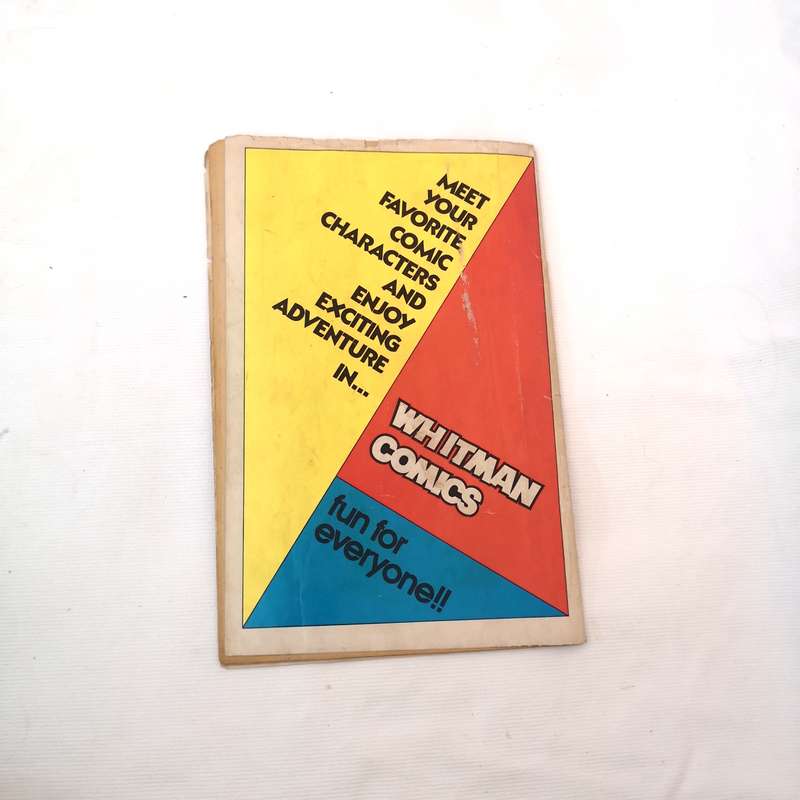 MEET
YOUR
FAVORITE
COMIC
CHARACTERS
AND
ENJOY
EXCITING
ADVENTURE
IN...
WHITMAN
COMICS
fun for
everyone!!